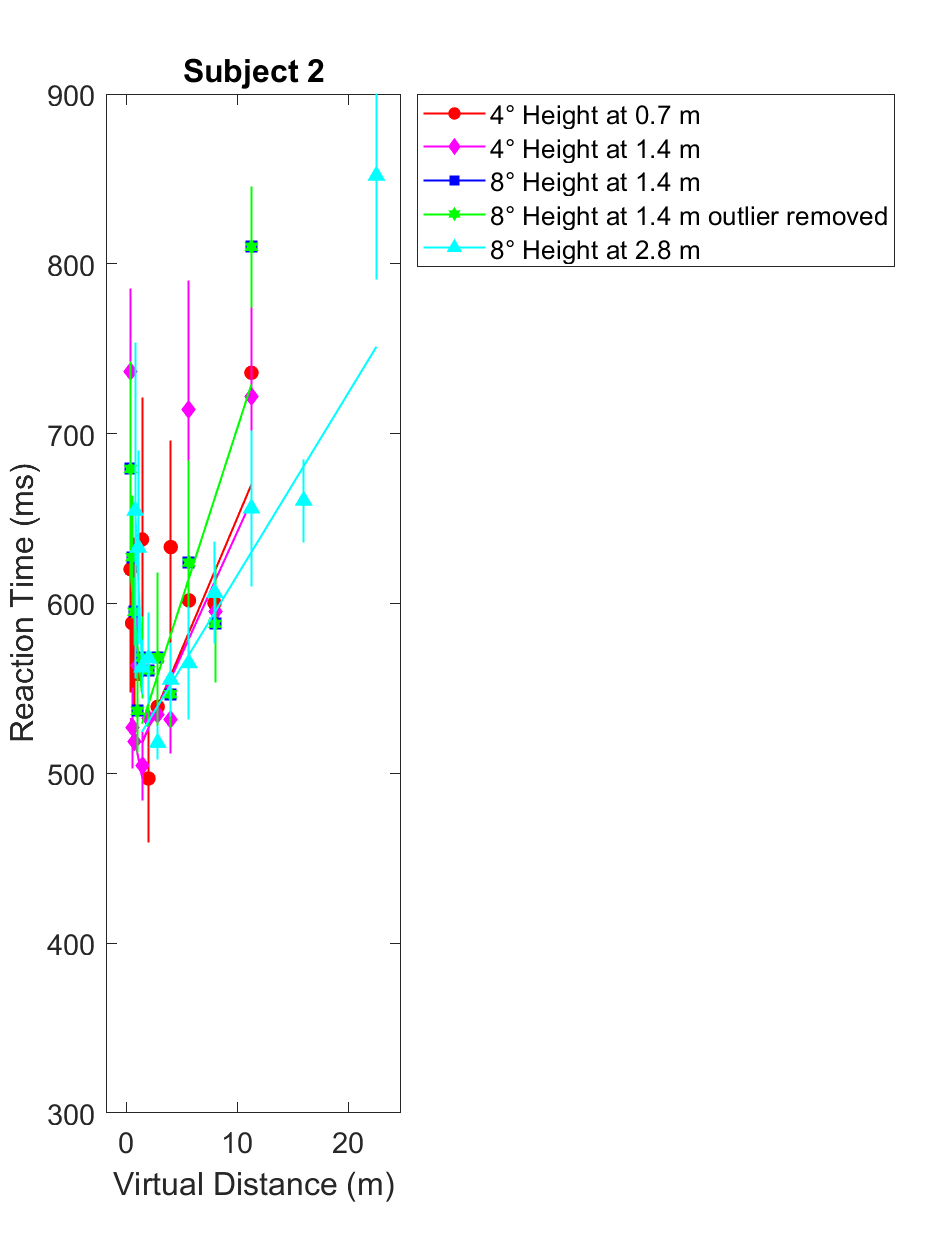 Subject 2
900
800
700
600
500
400
300
0 10 20
Reaction Time (ms)
Virtual Distance (m)
4° Height at 0.7 m
4° Height at 1.4 m
8° Height at 1.4 m
8° Height at 1.4 m outlier removed
8° Height at 2.8 m